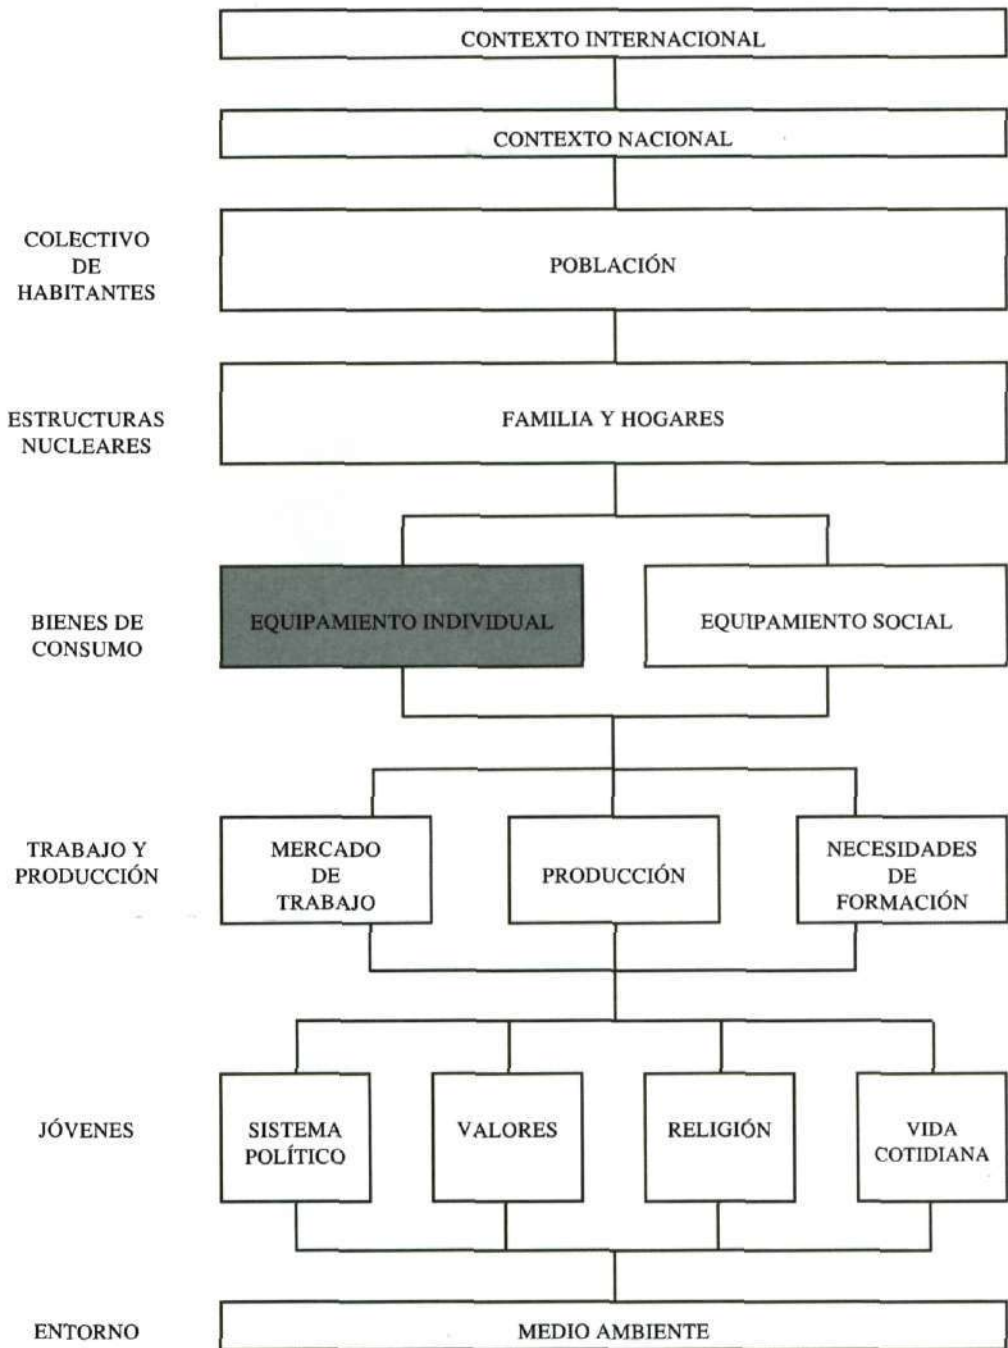 CONTEXTO INTERNACIONAL
CONTEXTO NACIONAL
COLECTIVO
DE
HABITANTES
POBLACIÓN
ESTRUCTURAS
NUCLEARES
FAMILIA Y HOGARES
BIENES DE
CONSUMO
EQUIPAMIENTO INDIVIDUAL
EQUIPAMIENTO SOCIAL
TRABAJO Y
PRODUCCIÓN
MERCADO
DE
TRABAJO
PRODUCCIÓN
NECESIDADES
DE
FORMACIÓN
JÓVENES
SISTEMA
POLÍTICO
VALORES
RELIGIÓN
VIDA
COTIDIANA
ENTORNO
MEDIO AMBIENTE